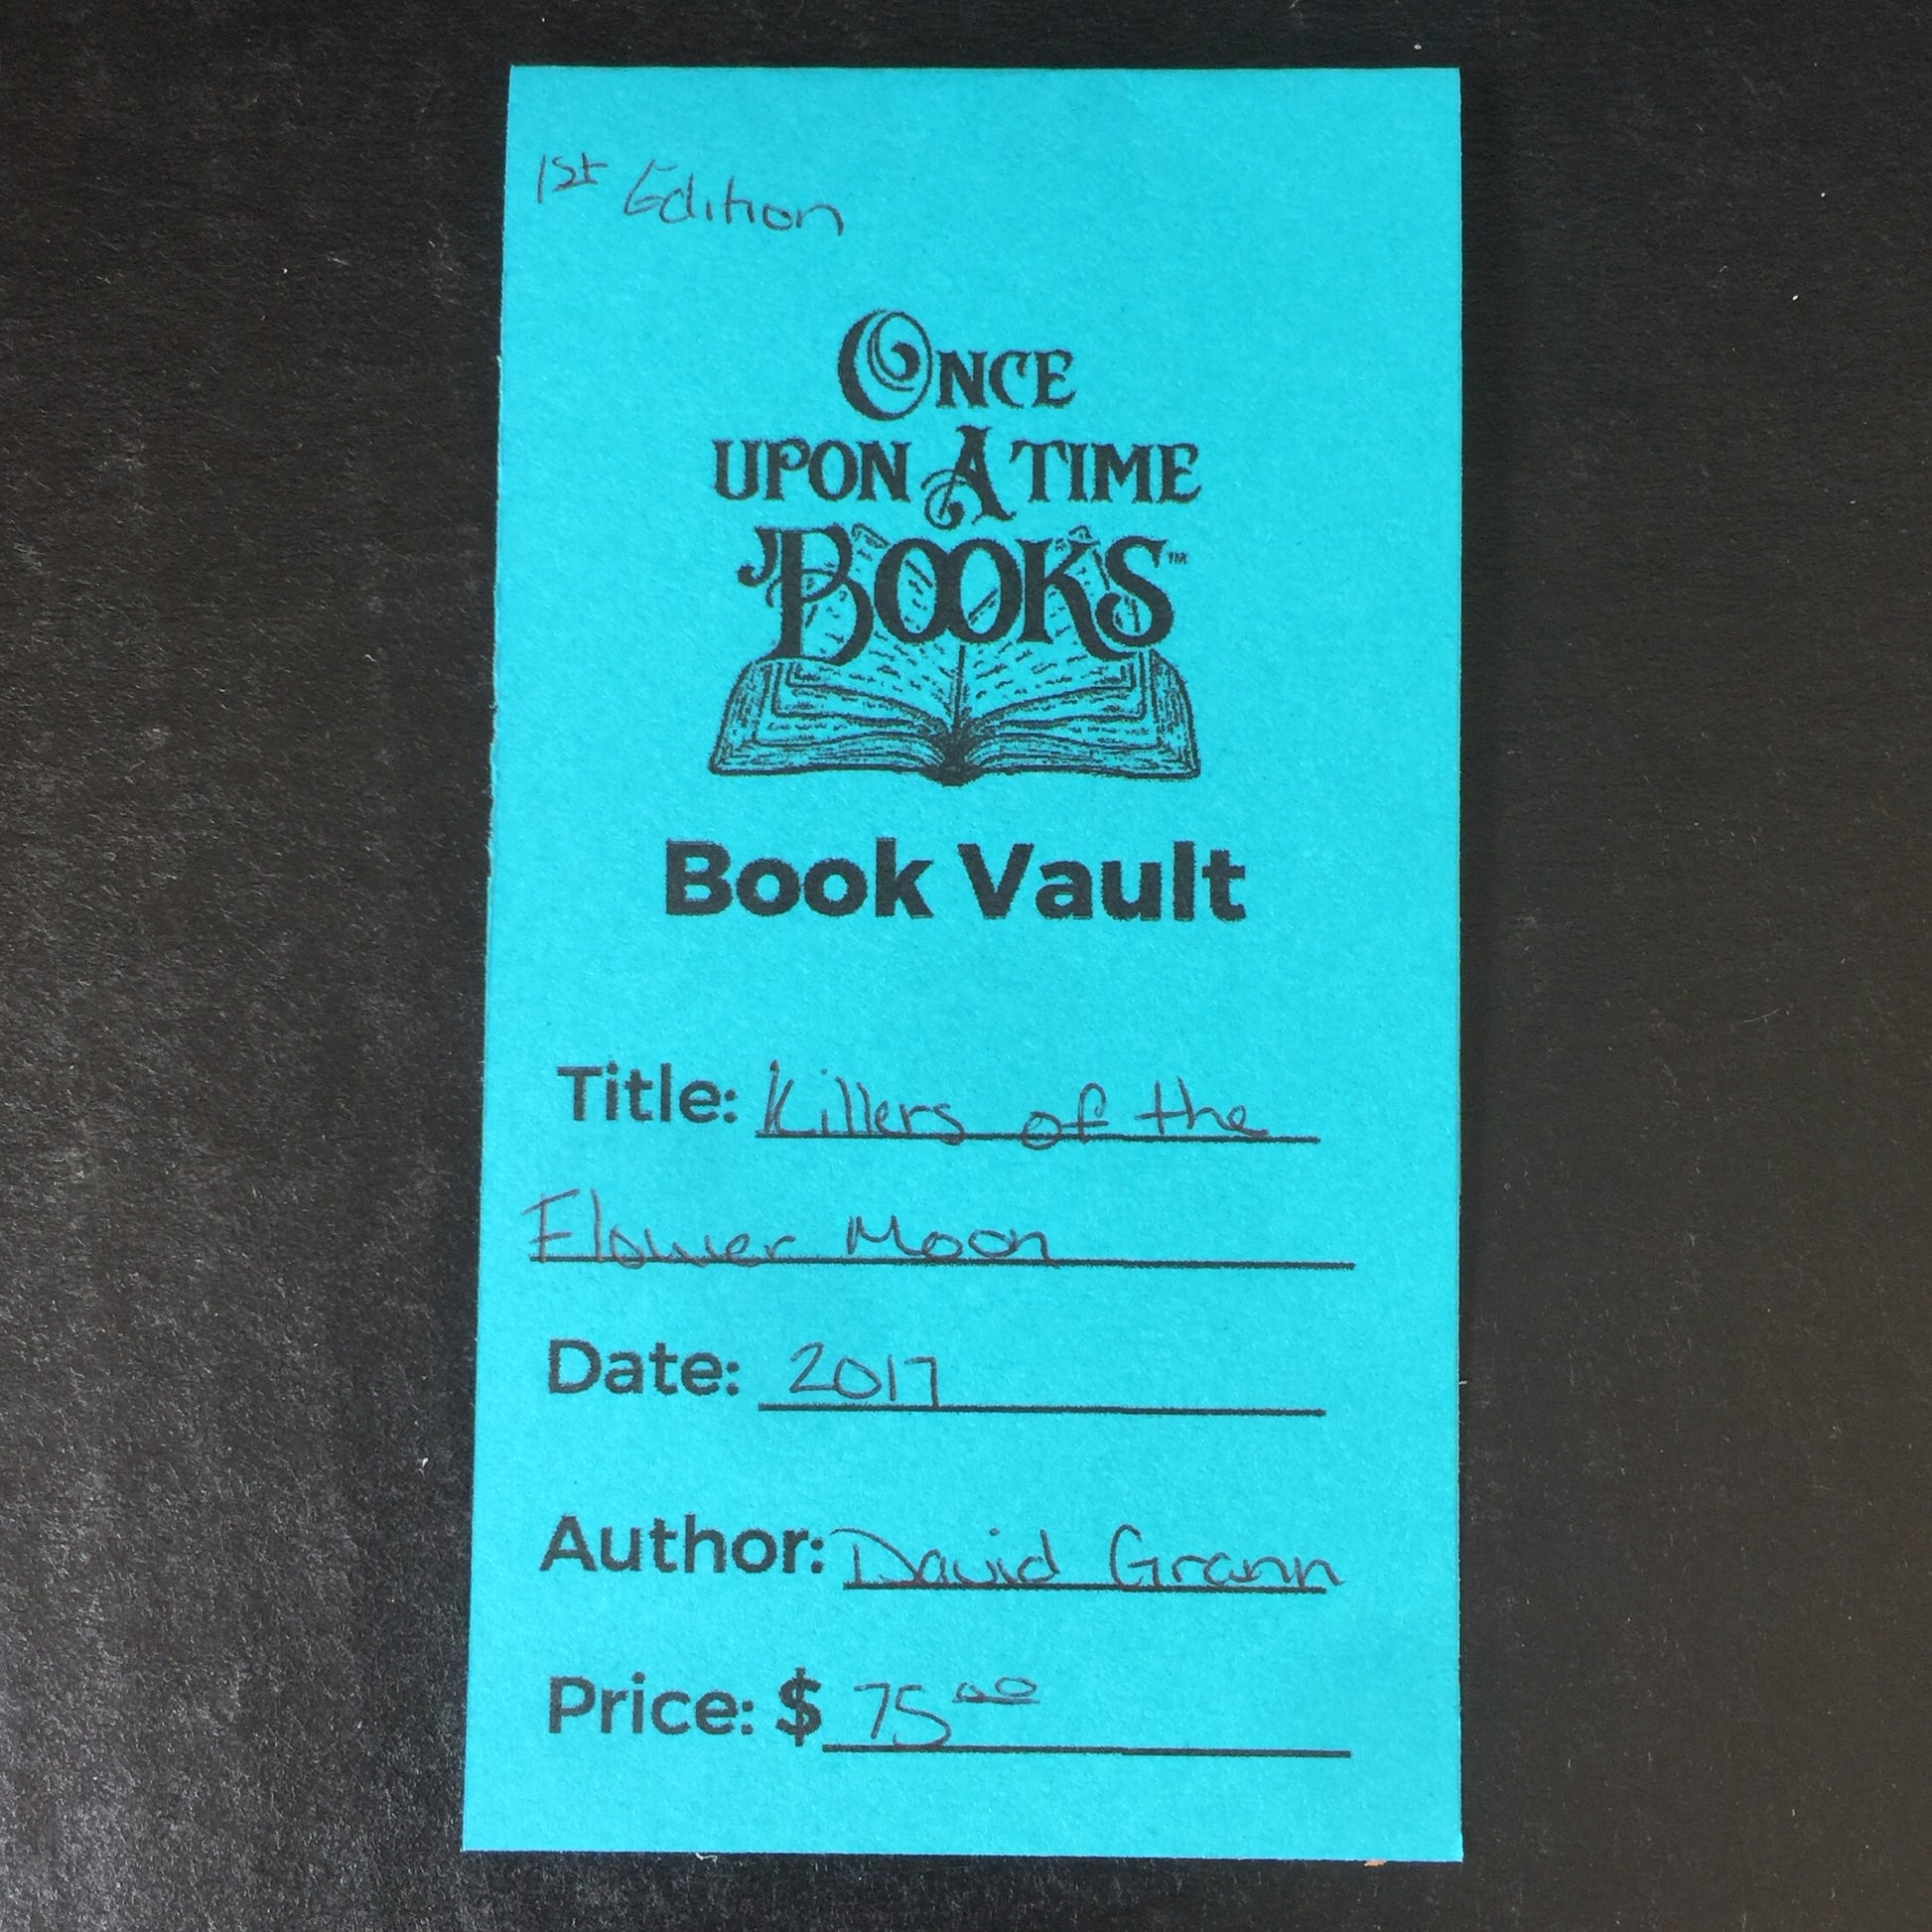 1st Edition
ONCE
UPON A TIME
BOOKS™
Book Vault
Title: Killers of the
Flower Moon
Date: 2017
Author: David Grann
Price: $ 75 00